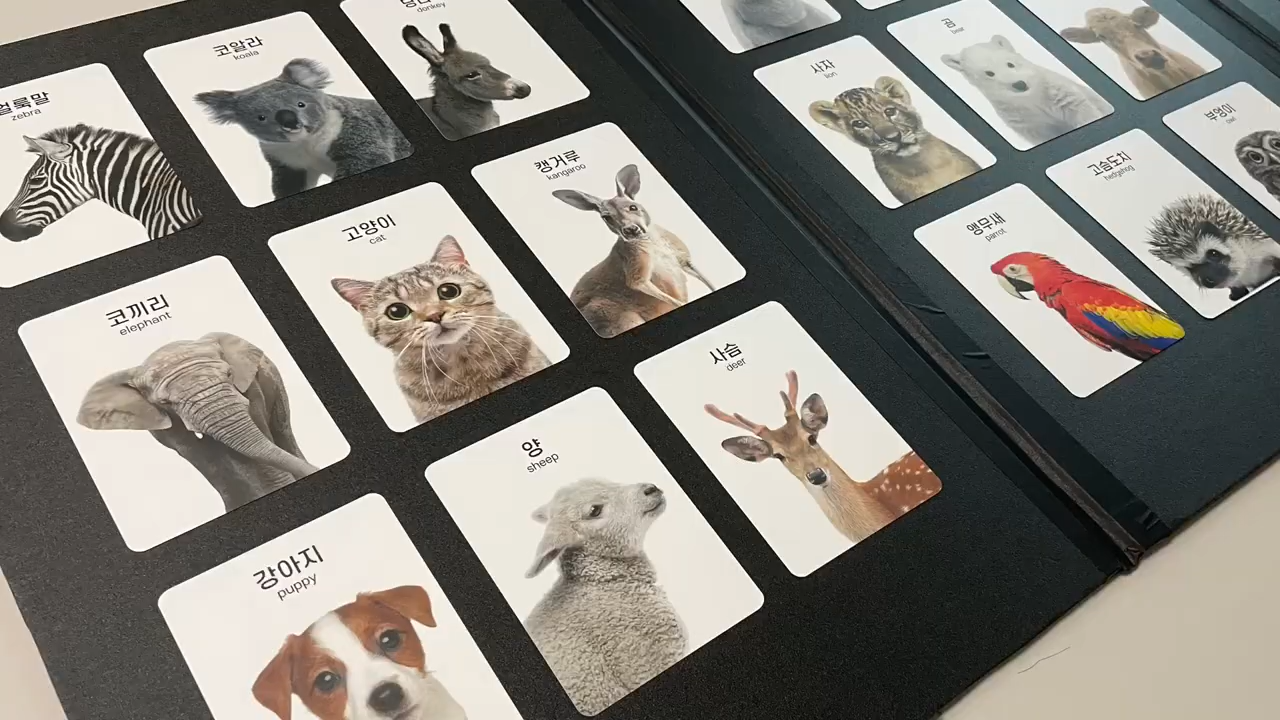 코알라
koala
donkey
얼룩말
zebra
캥거루
kangaroo
고양이
cat
코끼리
elephant
사슴
deer
양
sheep
강아지
puppy
곰
bear
사자
lion
부엉이
owl
고슴도치
hedgehog
앵무새
parrot